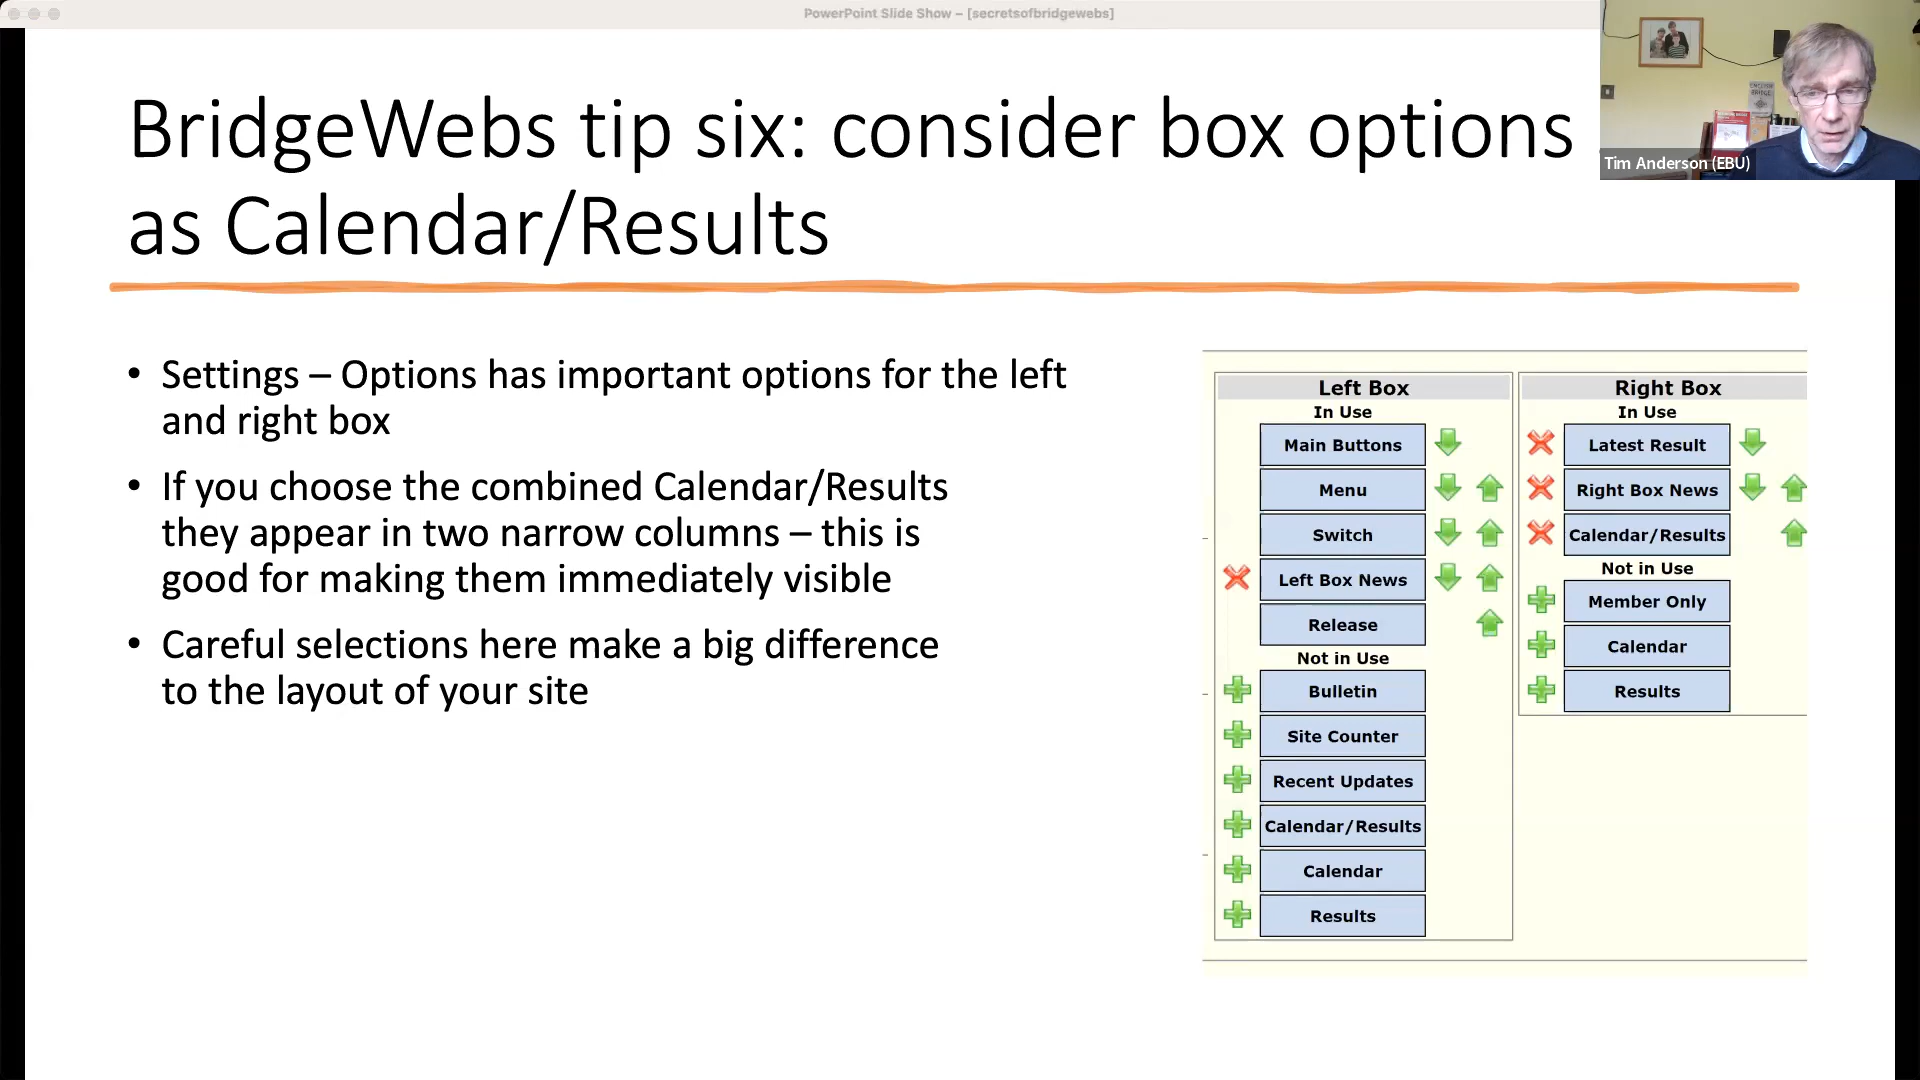 PowerPoint Slide Show – [secretsofbridgewebs]
Tim Anderson (EBU)
BridgeWebs tip six: consider box options
as Calendar/Results
• Settings – Options has important options for the left
and right box
• If you choose the combined Calendar/Results
they appear in two narrow columns – this is
good for making them immediately visible
• Careful selections here make a big difference
to the layout of your site
Left Box
In Use
Main Buttons
Menu
Switch
Left Box News
Release
Not in Use
Bulletin
Site Counter
Recent Updates
Calendar/Results
Calendar
Results
Right Box
In Use
Latest Result
Right Box News
Calendar/Results
Not in Use
Member Only
Calendar
Results